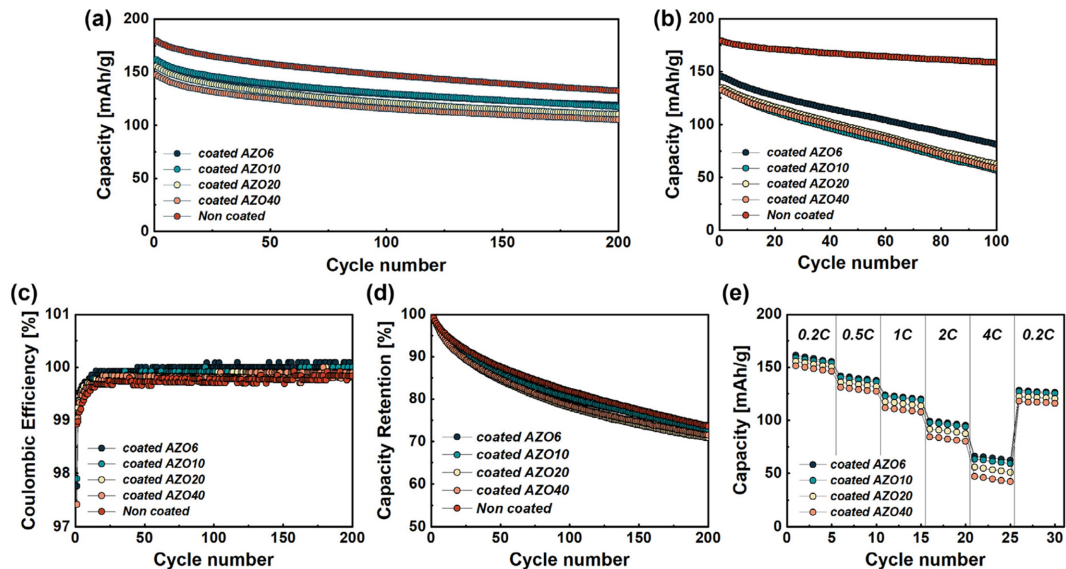 (a)
200
150
100
50
0
Capacity [mAh/g]
coated AZO6
coated AZO10
coated AZO20
coated AZO40
Non coated
0 50 100 150 200
Cycle number
(b)
200
150
100
50
0
Capacity [mAh/g]
coated AZO6
coated AZO10
coated AZO20
coated AZO40
Non coated
0 20 40 60 80 100
Cycle number
(c)
101
100
99
98
97
Coulombic Efficiency [%]
coated AZO6
coated AZO10
coated AZO20
coated AZO40
Non coated
0 50 100 150 200
Cycle number
(d)
100
90
80
70
60
50
Capacity Retention [%]
coated AZO6
coated AZO10
coated AZO20
coated AZO40
Non coated
0 50 100 150 200
Cycle number
(e)
200
150
100
50
0
Capacity [mAh/g]
0.2C 0.5C 1C 2C 4C 0.2C
coated AZO6
coated AZO10
coated AZO20
coated AZO40
0 5 10 15 20 25 30
Cycle number